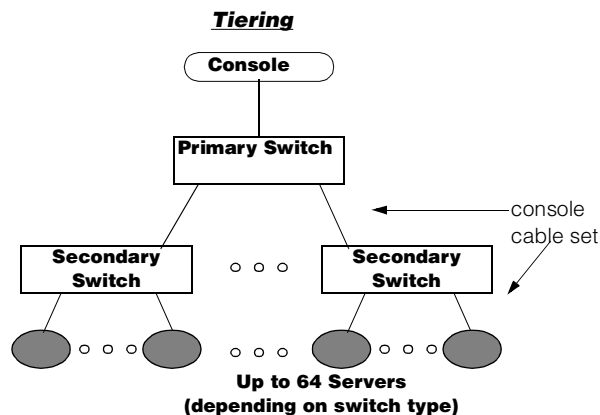 Tiering
Console
Primary Switch
console
cable set
Secondary
Switch
Secondary
Switch
Up to 64 Servers
(depending on switch type)